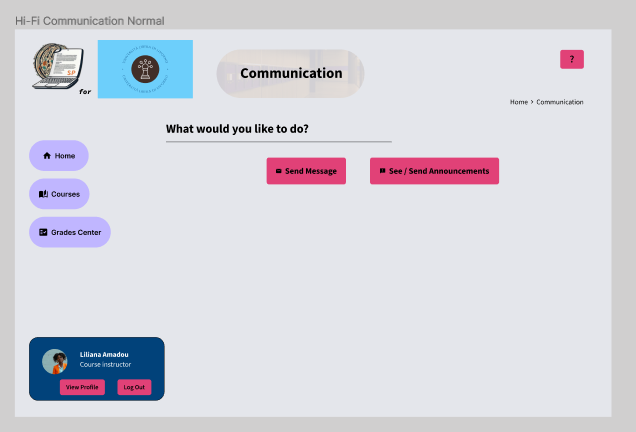 Hi-Fi Communication Normal
SP
for
Communication
?
Home > Communication
What would you like to do?
Send Message
See / Send Announcements
Home
Courses
Grades Center
Liliana Amadou
Course instructor
View Profile
Log Out